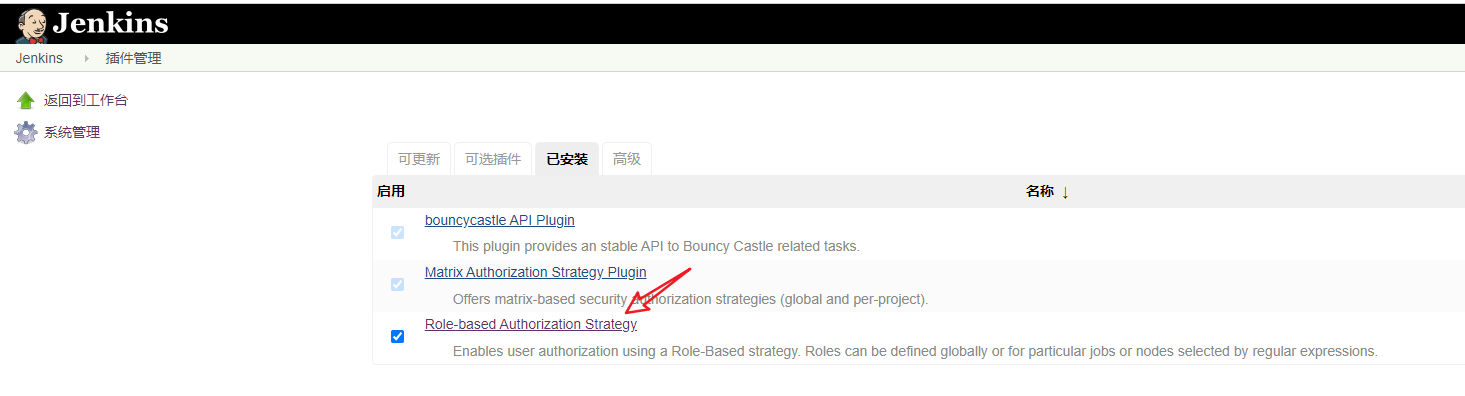 Jenkins
Jenkins 插件管理
返回到工作台
系统管理
可更新 可选插件 已安装 高级
启用 名称 ↓
bouncycastle API Plugin
This plugin provides an stable API to Bouncy Castle related tasks.
Matrix Authorization Strategy Plugin
Offers matrix-based security authorization strategies (global and per-project).
Role-based Authorization Strategy
Enables user authorization using a Role-Based strategy. Roles can be defined globally or for particular jobs or nodes selected by regular expressions.